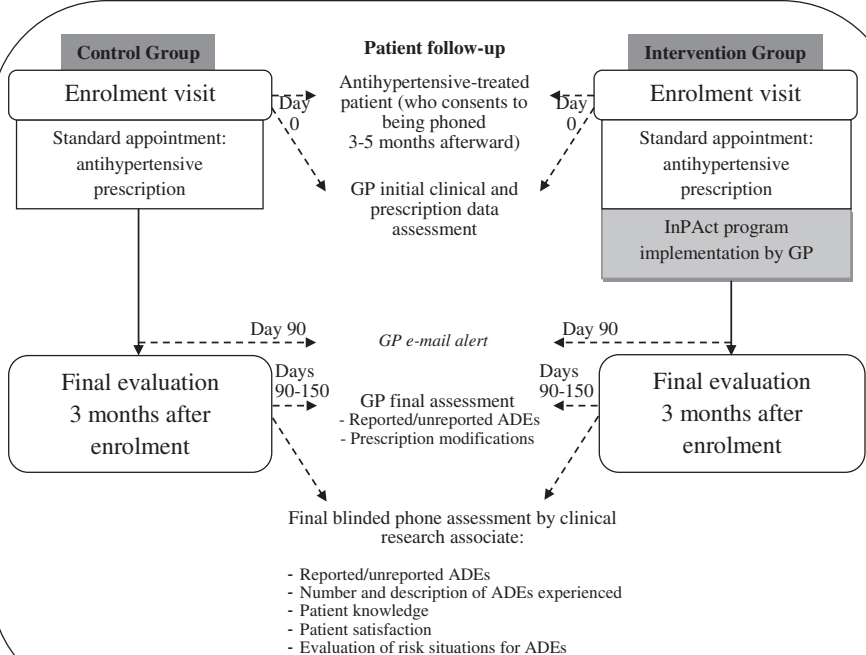 Control Group
Patient follow-up
Intervention Group
Enrolment visit
Day
0
Antihypertensive-treated
patient (who consents to
being phoned
3-5 months afterward)
Day
0
Enrolment visit
Standard appointment:
antihypertensive
prescription
GP initial clinical and
prescription data
assessment
Standard appointment:
antihypertensive
prescription
InPAct program
implementation by GP
Day 90
GP e-mail alert
Day 90
Final evaluation
3 months after
enrolment
Days
90-150
GP final assessment
- Reported/unreported ADEs
- Prescription modifications
Days
90-150
Final evaluation
3 months after
enrolment
Final blinded phone assessment by clinical
research associate:
- Reported/unreported ADEs
- Number and description of ADEs experienced
- Patient knowledge
- Patient satisfaction
- Evaluation of risk situations for ADEs